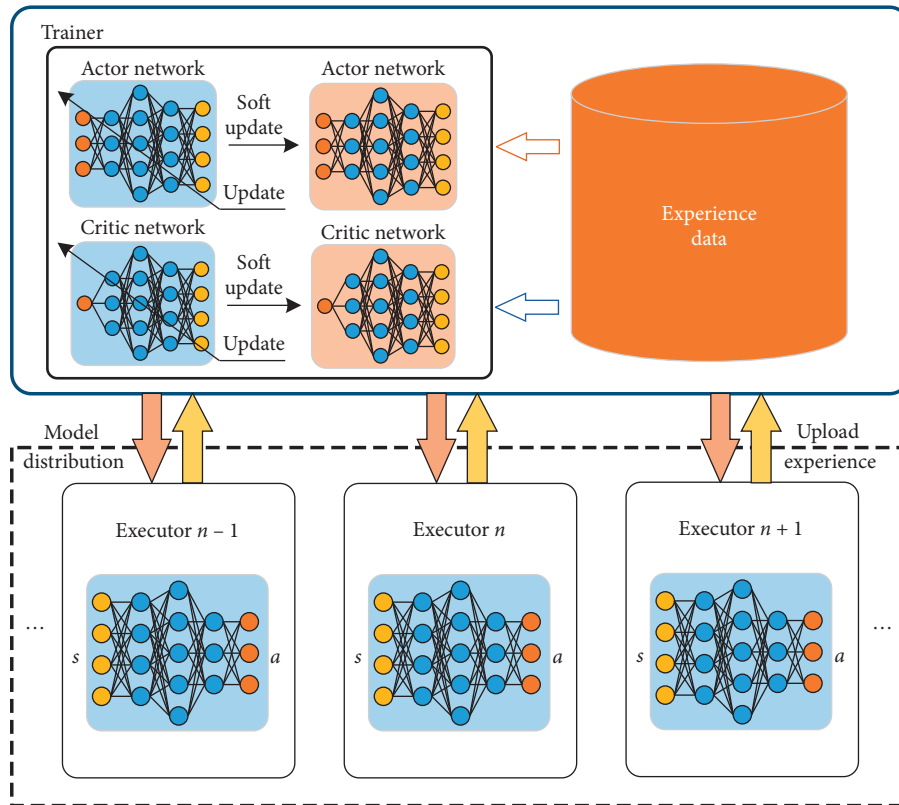 Trainer
Actor network
Actor network
Soft
update
Update
Critic network
Critic network
Soft
update
Update
Experience
data
Model
distribution
Upload
experience
Executor n – 1
Executor n
Executor n + 1
...
s
a
s
a
s
a
...